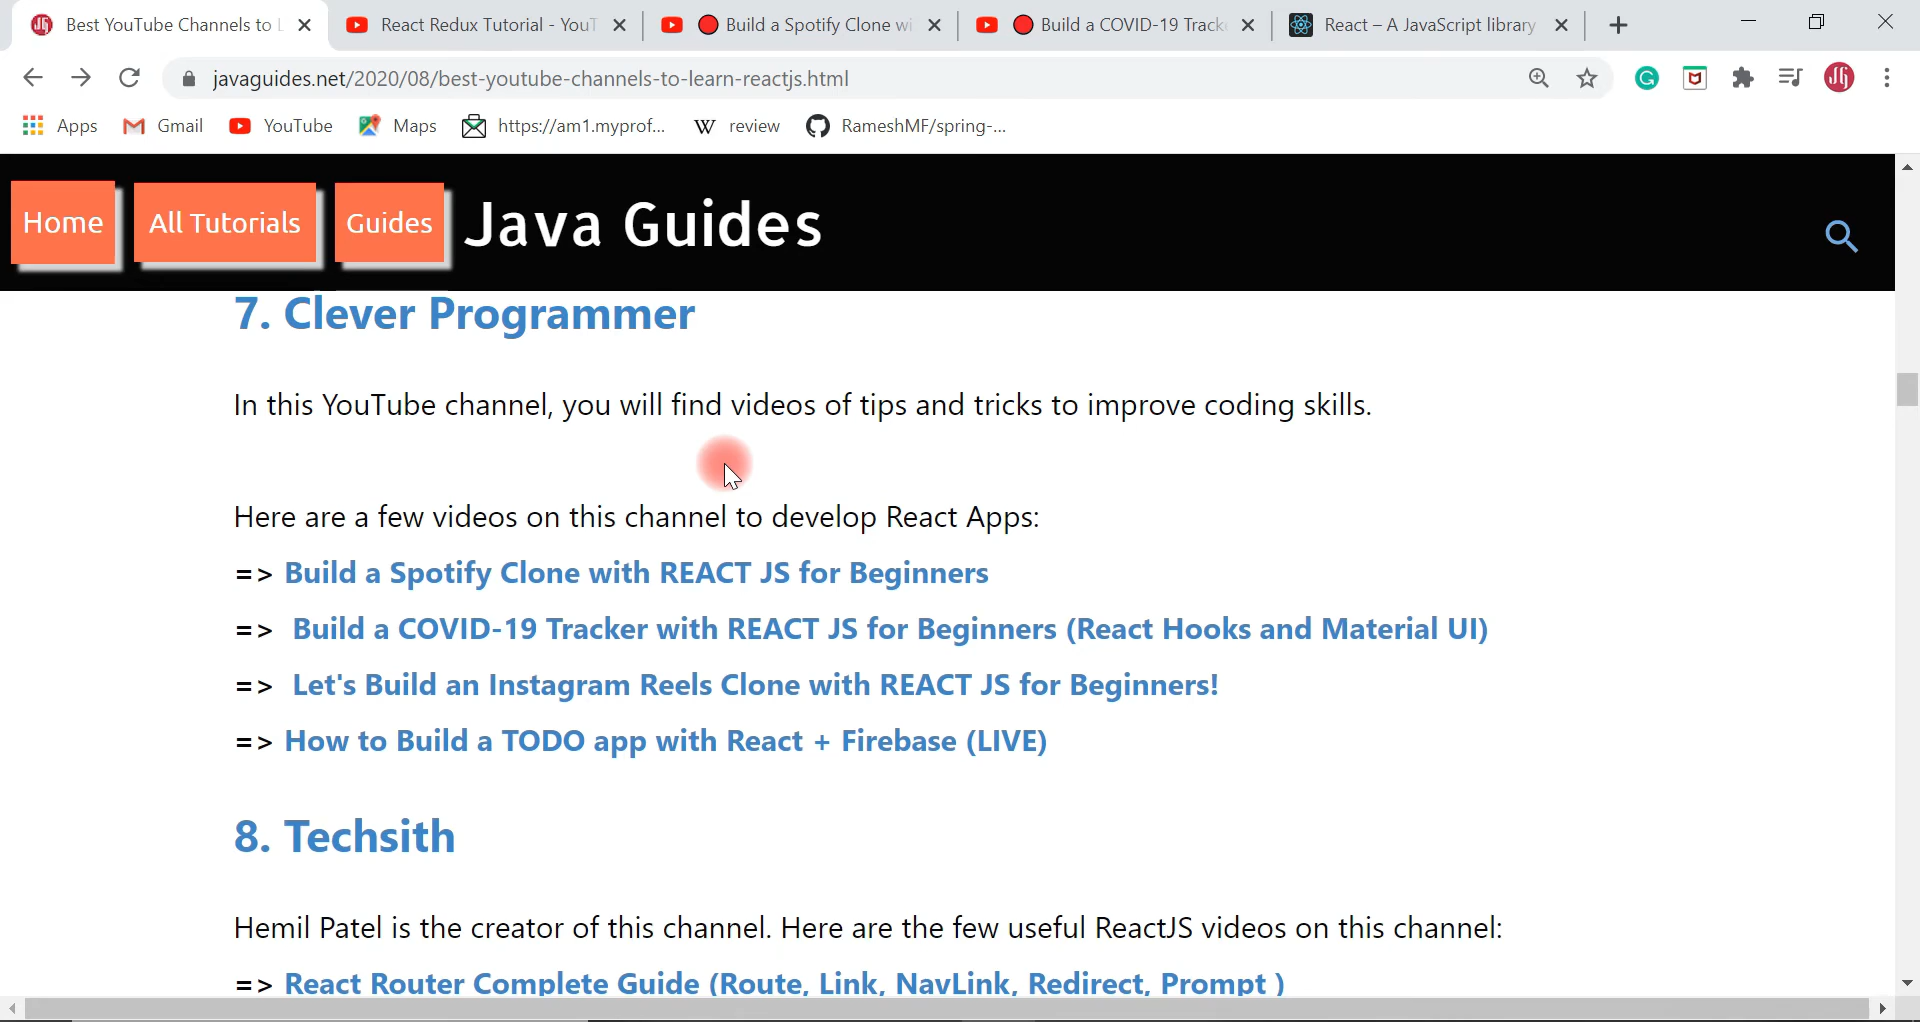 Best YouTube Channels to L
React Redux Tutorial - YouT
Build a Spotify Clone wi
Build a COVID-19 Track
React – A JavaScript library
javaguides.net/2020/08/best-youtube-channels-to-learn-reactjs.html
Apps
Gmail
YouTube
Maps
https://am1.myprof...
W review
RameshMF/spring-...
Home
All Tutorials
Guides
Java Guides
7. Clever Programmer
In this YouTube channel, you will find videos of tips and tricks to improve coding skills.
Here are a few videos on this channel to develop React Apps:
=> Build a Spotify Clone with REACT JS for Beginners
=> Build a COVID-19 Tracker with REACT JS for Beginners (React Hooks and Material UI)
=> Let's Build an Instagram Reels Clone with REACT JS for Beginners!
=> How to Build a TODO app with React + Firebase (LIVE)
8. Techsith
Hemil Patel is the creator of this channel. Here are the few useful ReactJS videos on this channel:
=> React Router Complete Guide (Route, Link, NavLink, Redirect, Prompt )